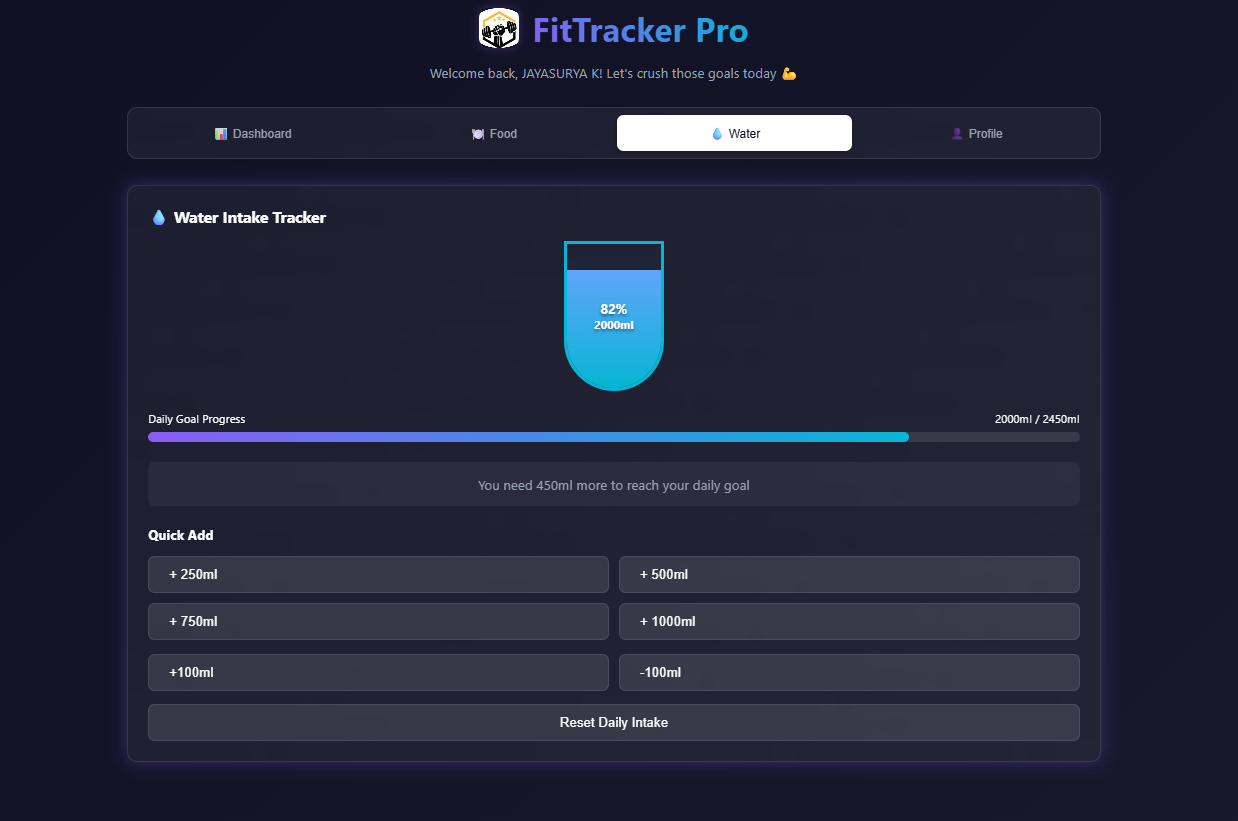 FitTracker Pro
Welcome back, JAYASURYA K! Let's crush those goals today 💪
📊 Dashboard
🍽️ Food
💧 Water
👤 Profile
💧 Water Intake Tracker
82%
2000ml
Daily Goal Progress
2000ml / 2450ml
You need 450ml more to reach your daily goal
Quick Add
+ 250ml
+ 500ml
+ 750ml
+ 1000ml
+100ml
-100ml
Reset Daily Intake